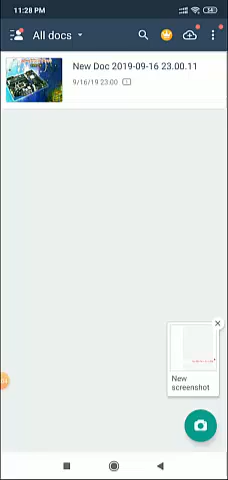 11:28 PM
All docs
New Doc 2019-09-16 23.00.11
9/16/19 23:00
New
screenshot